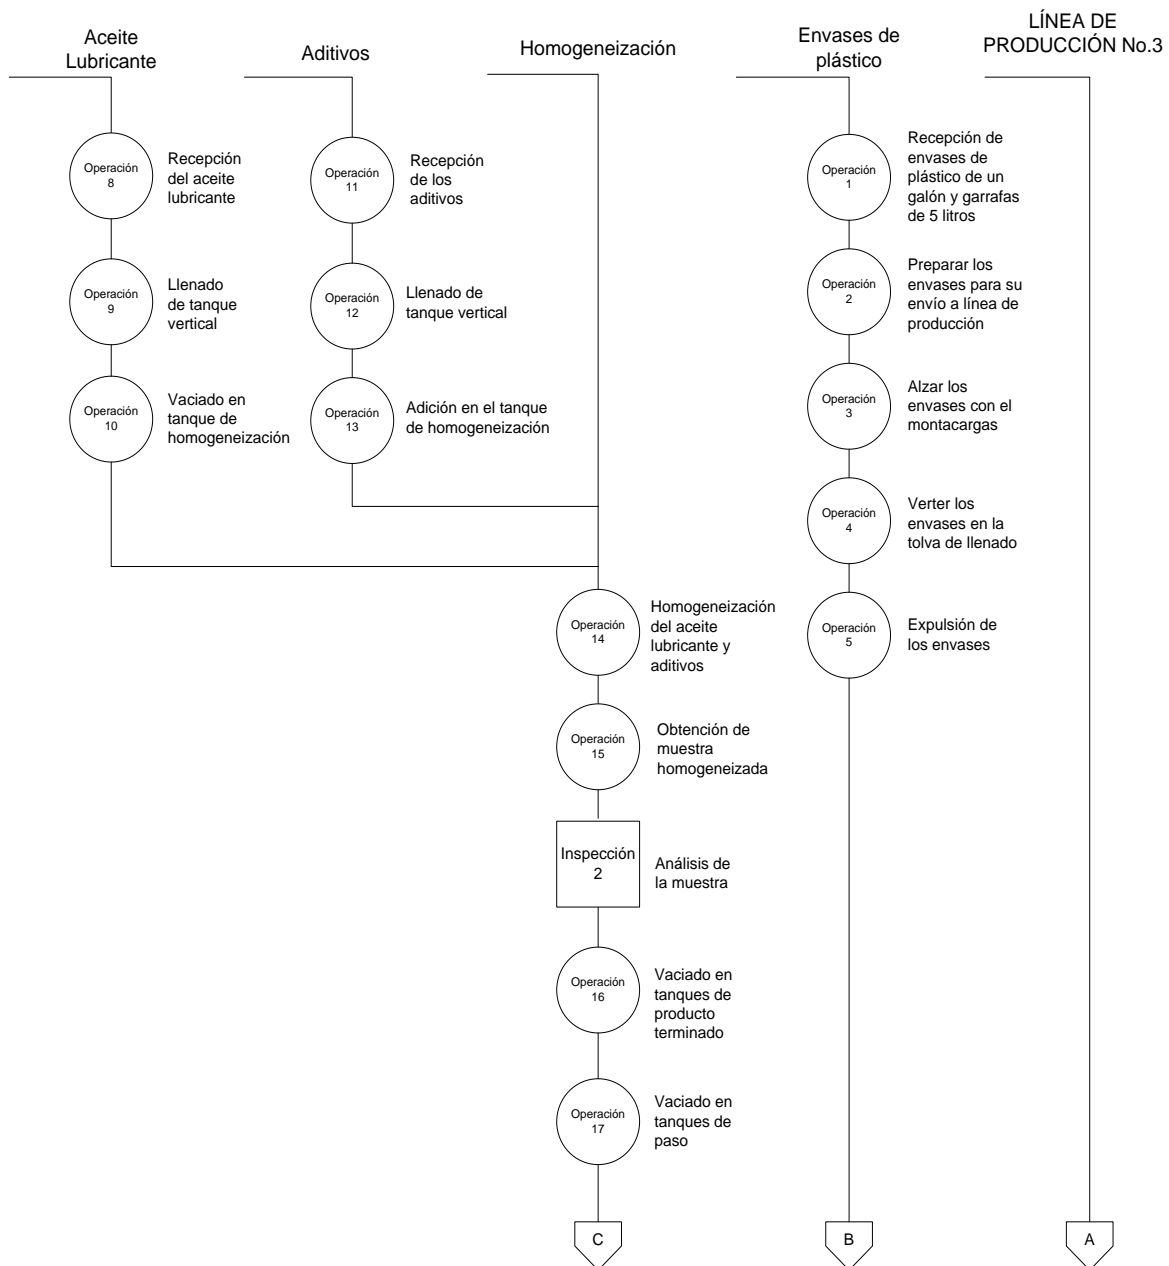 Aceite
Lubricante
Aditivos
Homogeneización
Envases de
plástico
LÍNEA DE
PRODUCCIÓN No.3
Operación
8
Recepción
del aceite
lubricante
Operación
9
Llenado
de tanque
vertical
Operación
10
Vaciado en
tanque de
homogeneización
Operación
11
Recepción
de los
aditivos
Operación
12
Llenado de
tanque vertical
Operación
13
Adición en el tanque
de homogeneización
Operación
14
Homogeneización
del aceite
lubricante y
aditivos
Operación
15
Obtención de
muestra
homogeneizada
Inspección
2
Análisis de
la muestra
Operación
16
Vaciado en
tanques de
producto
terminado
Operación
17
Vaciado en
tanques de
paso
C
Operación
1
Recepción de
envases de
plástico de un
galón y garrafas
de 5 litros
Operación
2
Preparar los
envases para su
envío a línea de
producción
Operación
3
Alzar los
envases con el
montacargas
Operación
4
Verter los
envases en la
tolva de llenado
Operación
5
Expulsión de
los envases
B
A